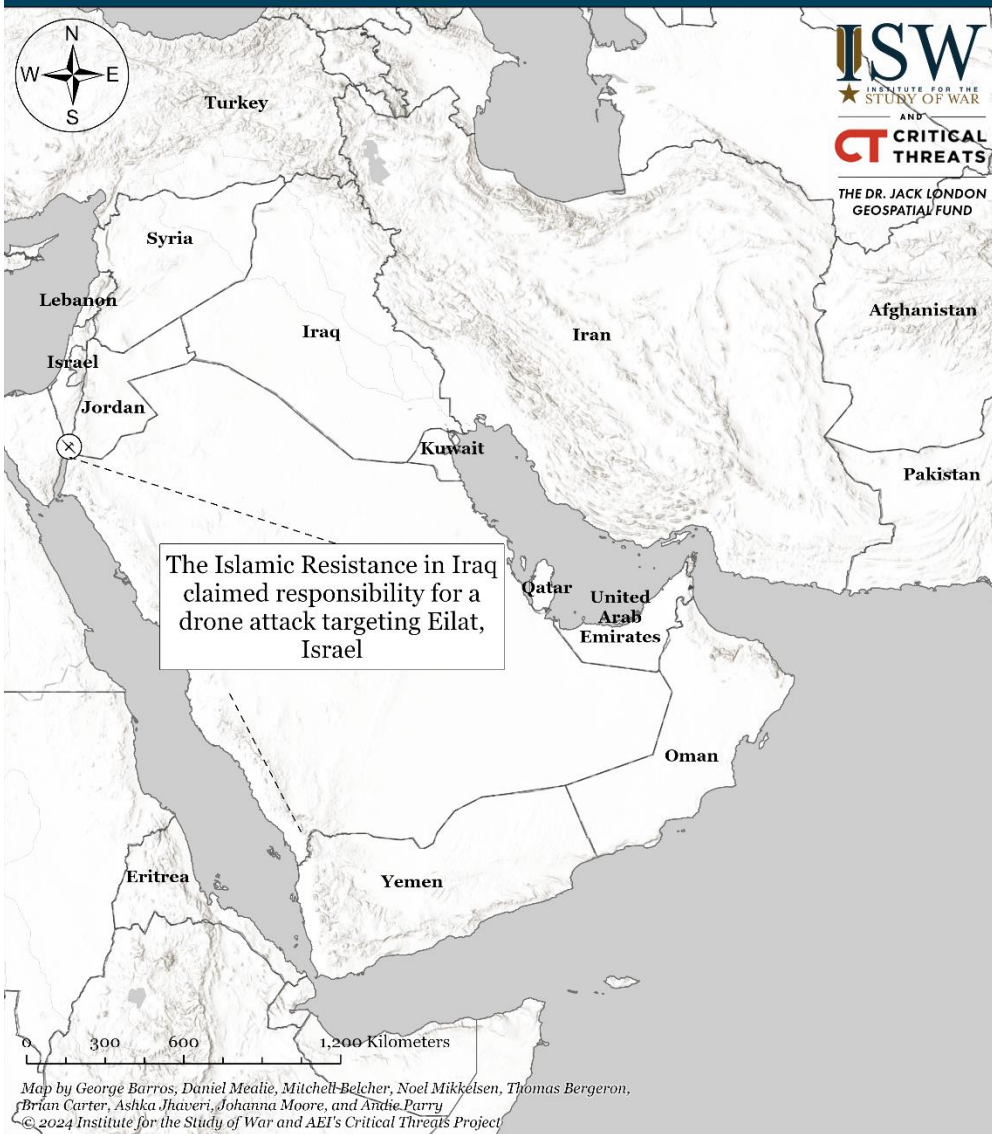 N
W E
S
ISW
INSTITUTE FOR THE
STUDY OF WAR
AND
CT CRITICAL
THREATS
THE DR. JACK LONDON
GEOSPATIAL FUND
Turkey
Syria
Lebanon
Iraq
Iran
Afghanistan
Israel
Jordan
Kuwait
Pakistan
The Islamic Resistance in Iraq
claimed responsibility for a
drone attack targeting Eilat,
Israel
Qatar
United
Arab
Emirates
Oman
Yemen
Eritrea
0 300 600 1,200 Kilometers
Map by George Barros, Daniel Mealie, Mitchell Belcher, Noel Mikkelsen, Thomas Bergeron,
Brian Carter, Ashka Jhaveri, Johanna Moore, and Andie Parry
© 2024 Institute for the Study of War and AEI's Critical Threats Project